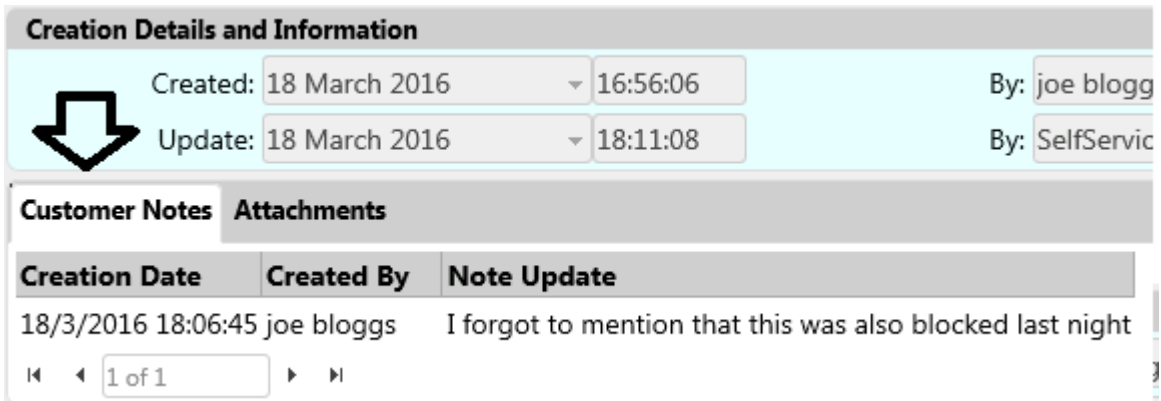 Creation Details and Information
Created: 18 March 2016 16:56:06 By: joe blogg
Update: 18 March 2016 18:11:08 By: SelfServic
Customer Notes Attachments
Creation Date Created By Note Update
18/3/2016 18:06:45 joe bloggs I forgot to mention that this was also blocked last night
1 of 1